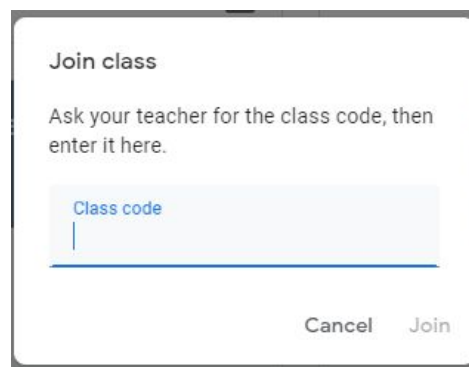 Join class
Ask your teacher for the class code, then
enter it here.
Class code
Cancel Join